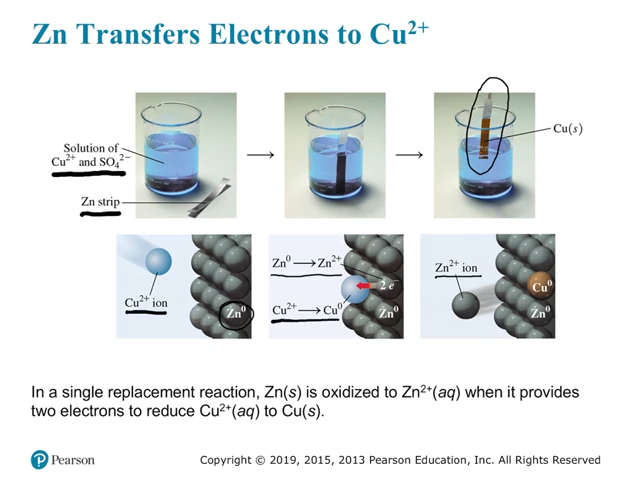 Zn Transfers Electrons to Cu²⁺
Solution of
Cu²⁺ and SO₄²⁻
Zn strip
Cu(s)
Cu²⁺ ion
Zn⁰
Zn⁰ → Zn²⁺
2 e⁻
Cu²⁺ → Cu⁰
Zn⁰
Zn²⁺ ion
Cu⁰
Zn⁰
In a single replacement reaction, Zn(s) is oxidized to Zn²⁺(aq) when it provides
two electrons to reduce Cu²⁺(aq) to Cu(s).
P Pearson
Copyright © 2019, 2015, 2013 Pearson Education, Inc. All Rights Reserved